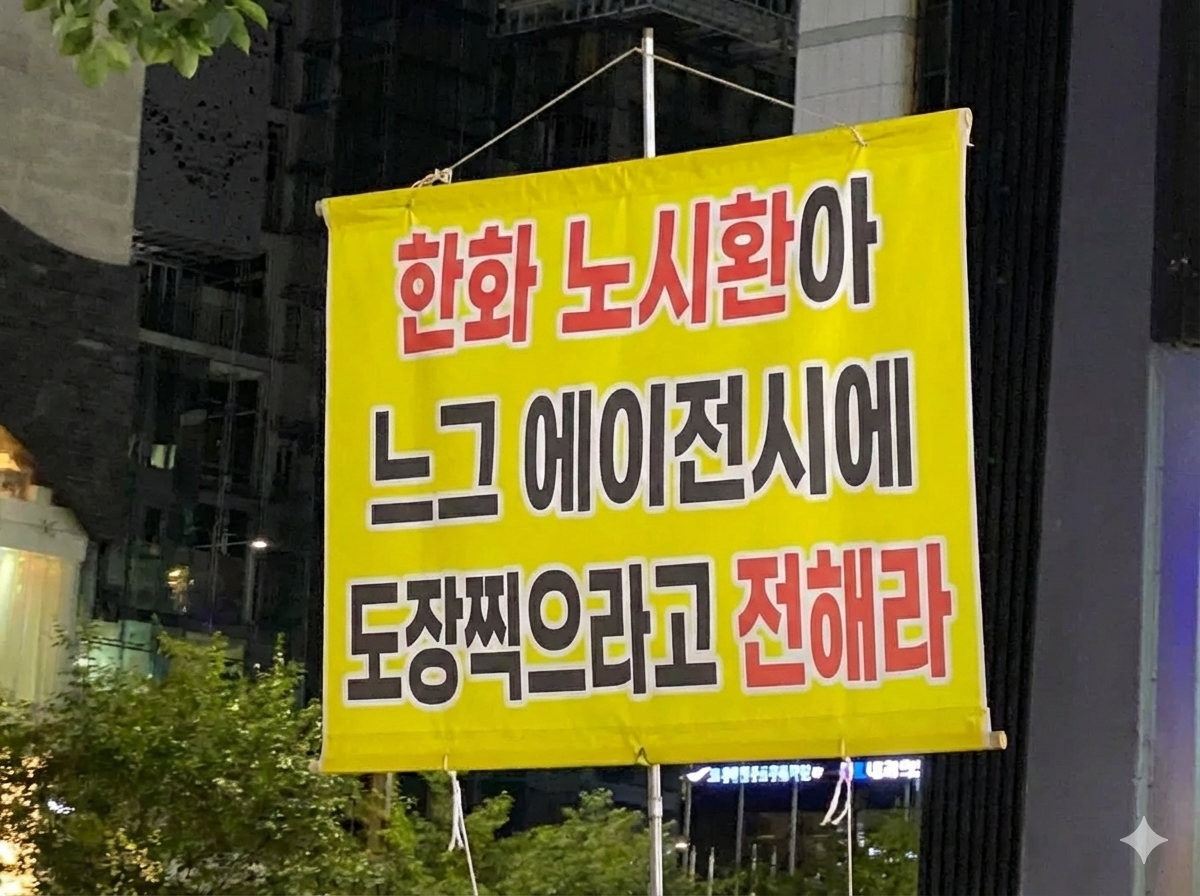 한화 노시환아
느그 에이전시에
도장찍으라고 전해라